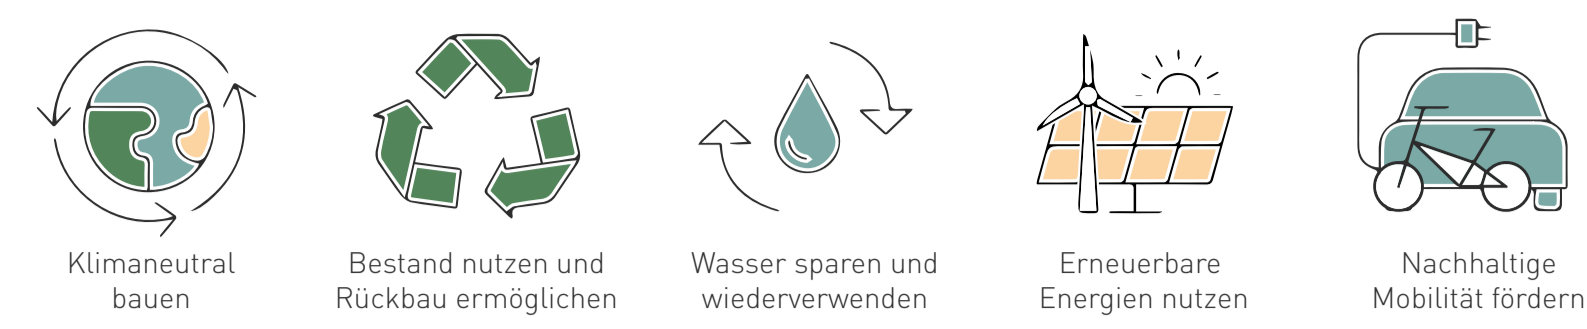 Klimaneutral
bauen
Bestand nutzen und
Rückbau ermöglichen
Wasser sparen und
wiederverwenden
Erneuerbare
Energien nutzen
Nachhaltige
Mobilität fördern